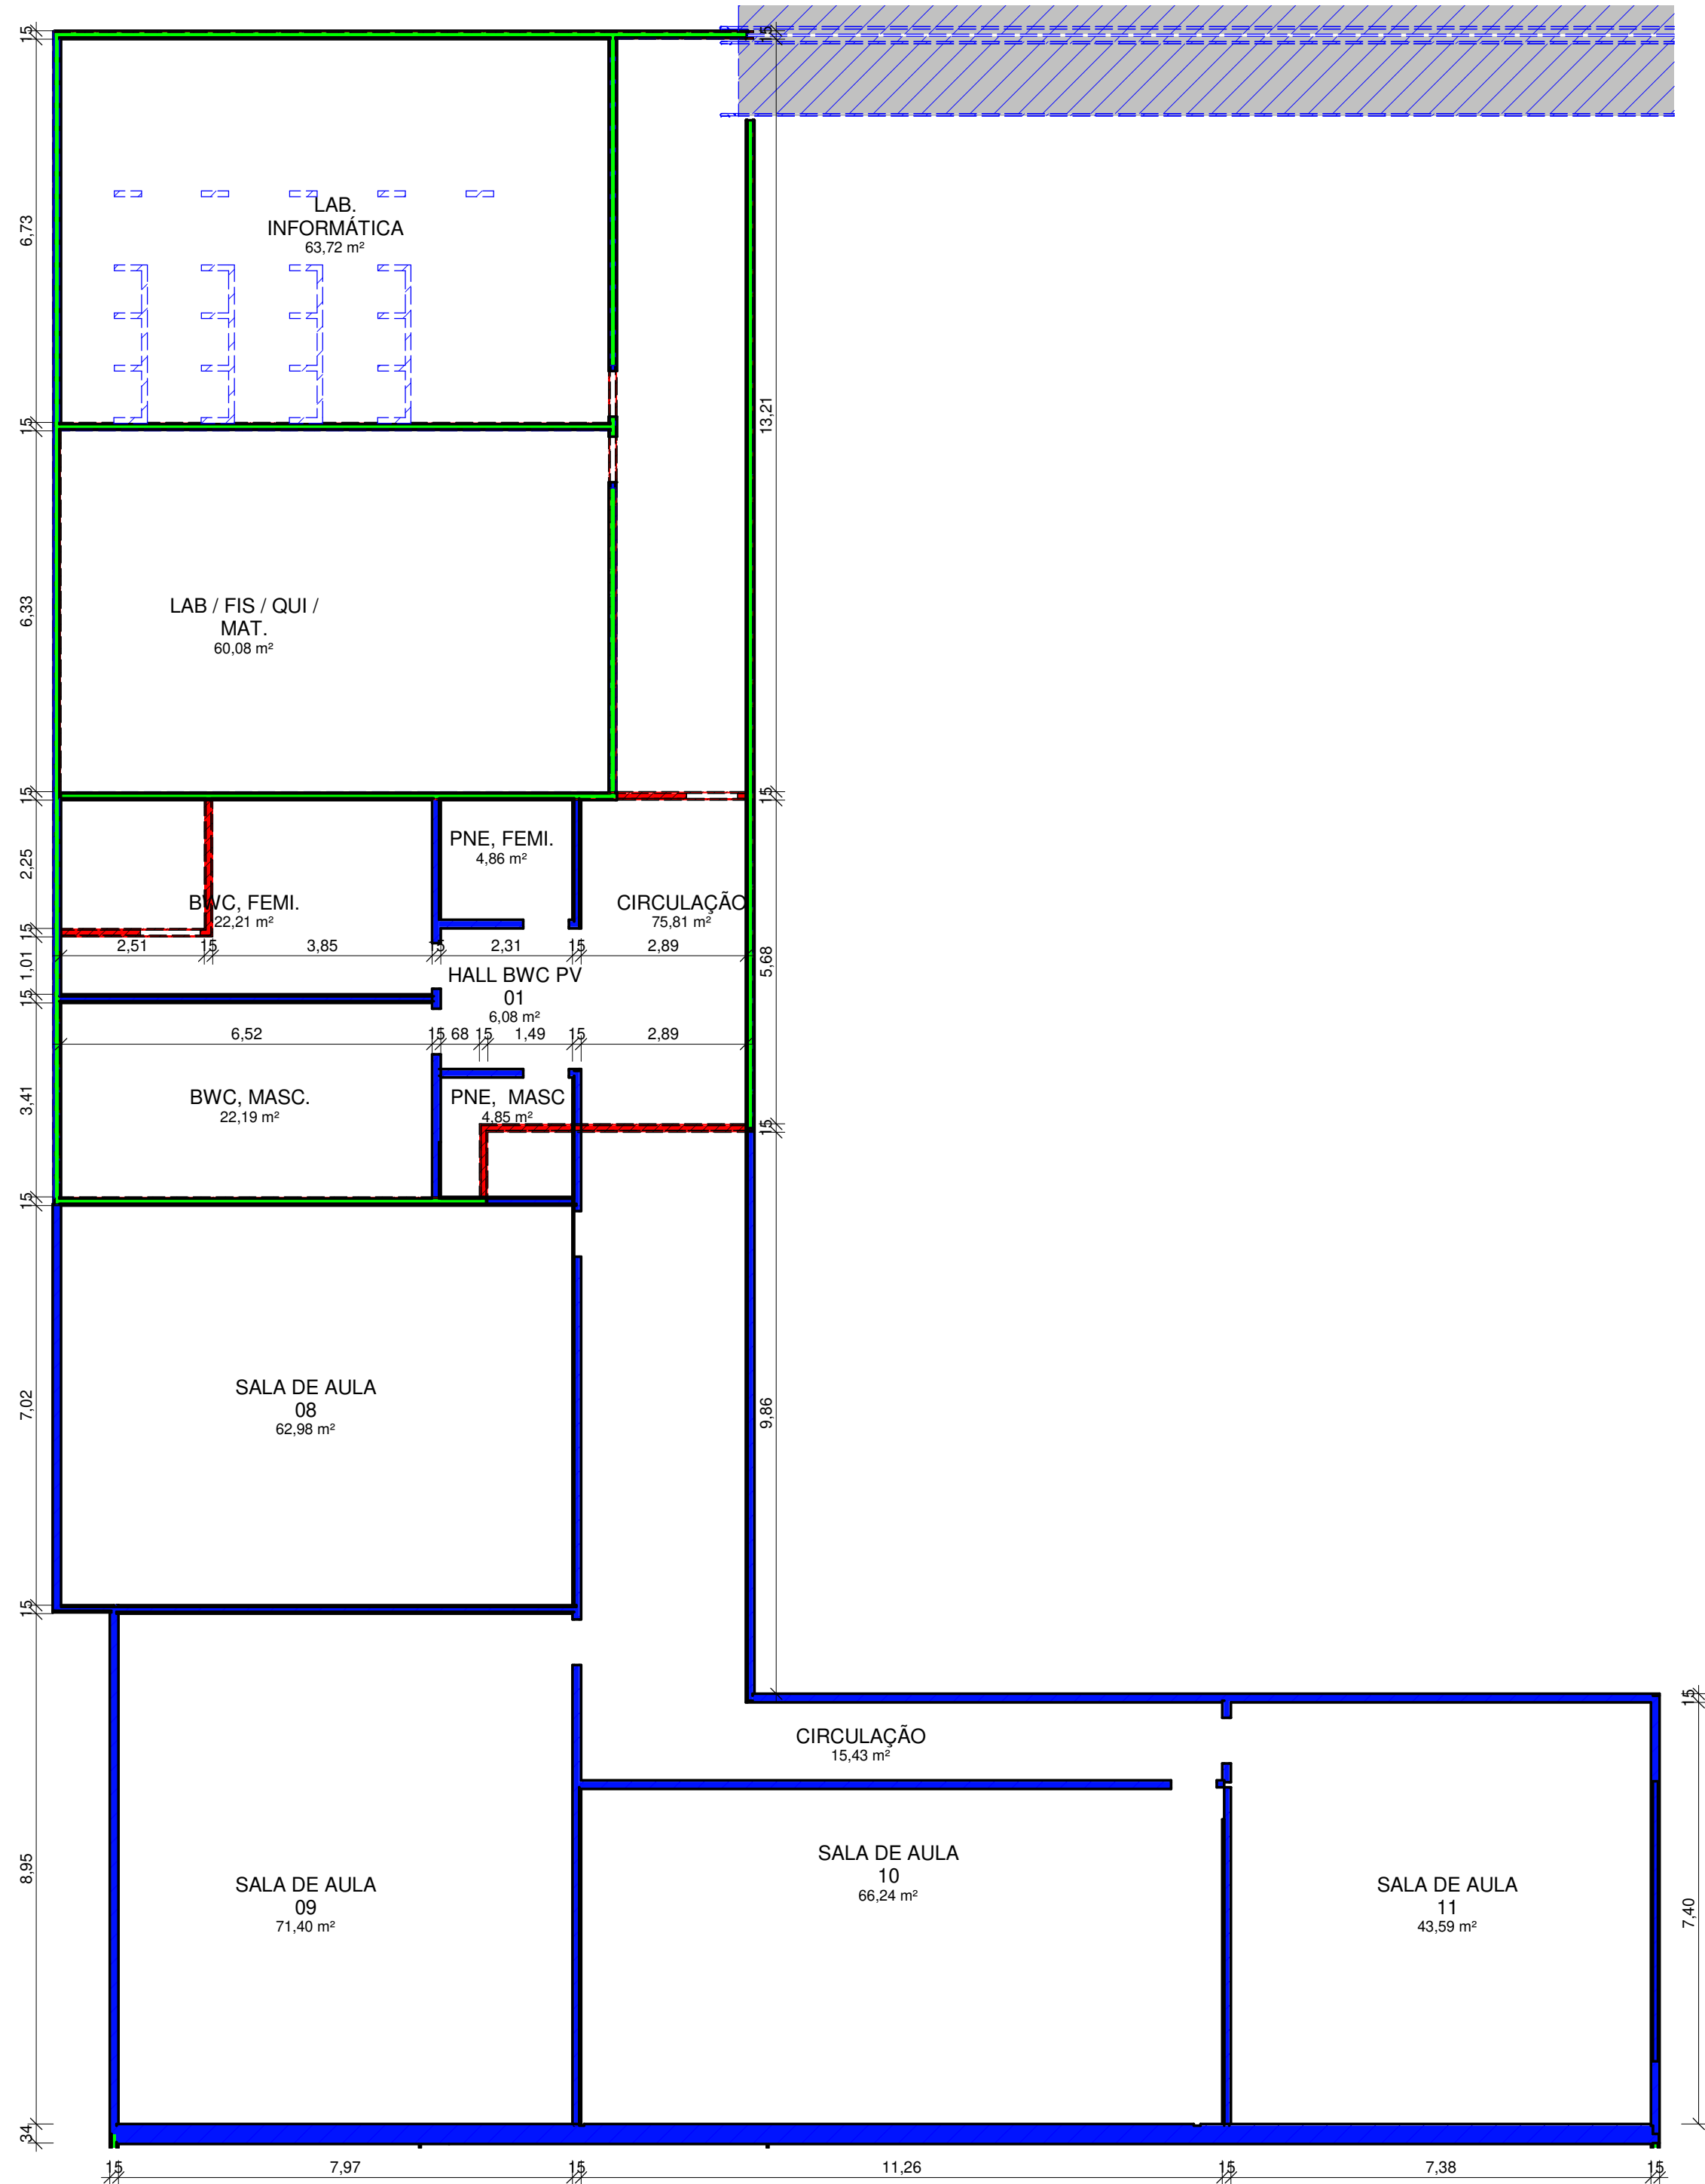 15
15
LAB.
INFORMÁTICA
63,72 m²
6,73
13,21
15
LAB / FIS / QUI /
MAT.
60,08 m²
6,33
15
15
PNE, FEMI.
4,86 m²
2,25
BWC, FEMI.
22,21 m²
CIRCULAÇÃO
75,81 m²
15
2,51
15
3,85
15
2,31
15
2,89
1,01
5,68
HALL BWC PV
01
6,08 m²
15
6,52
15
68
15
1,49
15
2,89
3,41
BWC, MASC.
22,19 m²
PNE, MASC
4,85 m²
15
15
SALA DE AULA
08
62,98 m²
7,02
9,86
15
15
CIRCULAÇÃO
15,43 m²
8,95
SALA DE AULA
09
71,40 m²
SALA DE AULA
10
66,24 m²
SALA DE AULA
11
43,59 m²
7,40
34
15
7,97
15
11,26
15
7,38
15